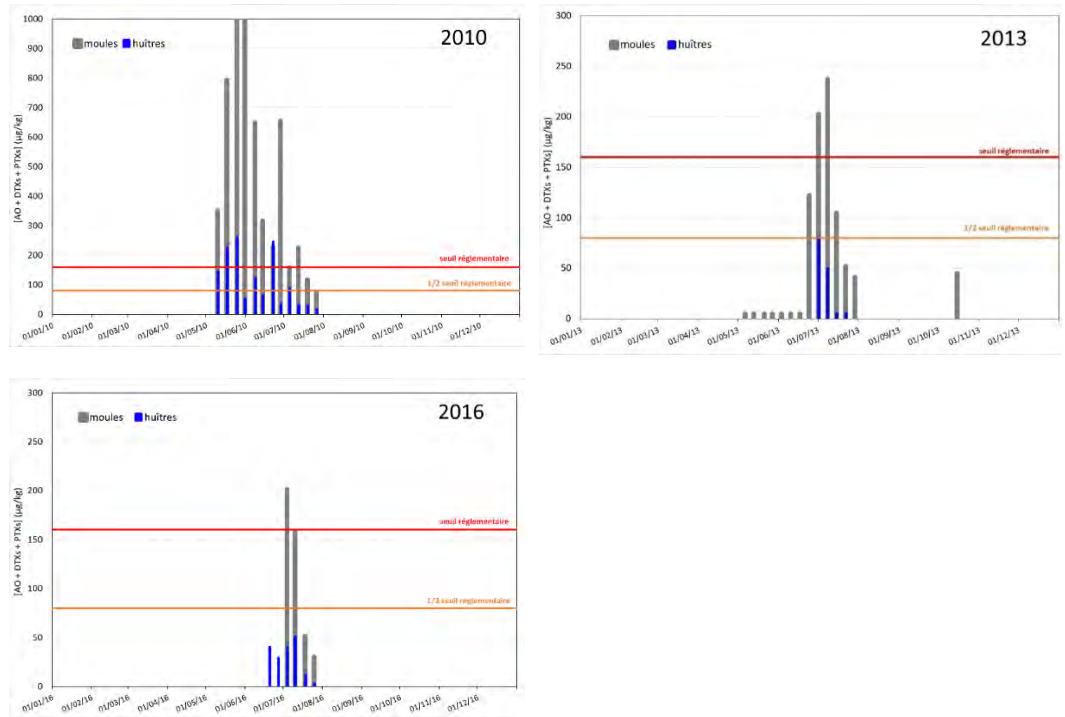 2010
moules huîtres
[AO + DTXs + PTXs] (µg/kg)
1000
900
800
700
600
500
400
300
200
100
0
seuil réglementaire
1/2 seuil réglementaire
01/01/10 01/02/10 01/03/10 01/04/10 01/05/10 01/06/10 01/07/10 01/08/10 01/09/10 01/10/10 01/11/10 01/12/10
2013
moules huîtres
[AO + DTXs + PTXs] (µg/kg)
300
250
200
150
100
50
0
seuil réglementaire
1/2 seuil réglementaire
01/01/13 01/02/13 01/03/13 01/04/13 01/05/13 01/06/13 01/07/13 01/08/13 01/09/13 01/10/13 01/11/13 01/12/13
2016
moules huîtres
[AO + DTXs + PTXs] (µg/kg)
300
250
200
150
100
50
0
seuil réglementaire
1/2 seuil réglementaire
01/01/16 01/02/16 01/03/16 01/04/16 01/05/16 01/06/16 01/07/16 01/08/16 01/09/16 01/10/16 01/11/16 01/12/16